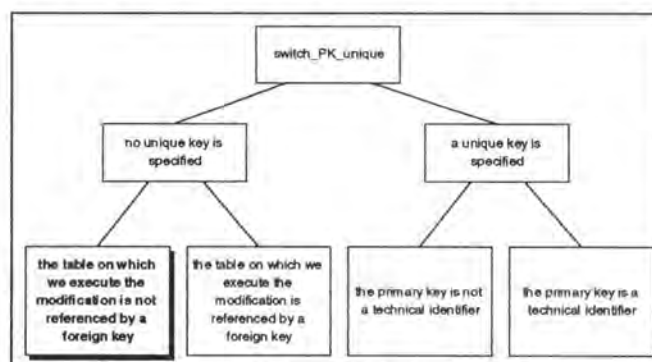 switch_PK_unique
no unique key is
specified
a unique key is
specified
the table on which
we execute the
modification is not
referenced by a
foreign key
the table on which we
execute the
modification is
referenced by a
foreign key
the primary key is not
a technical identifier
the primary key is a
technical identifier